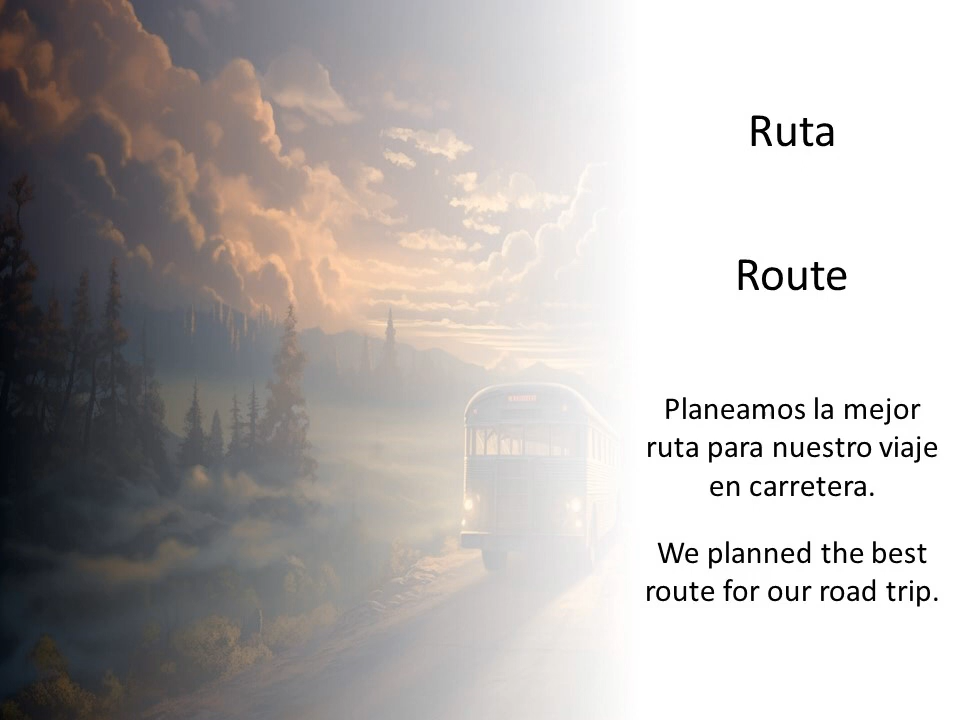 Ruta
Route
Planeamos la mejor
ruta para nuestro viaje
en carretera.
We planned the best
route for our road trip.